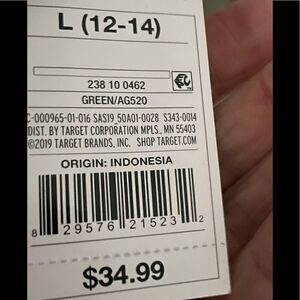 L (12-14)
238 10 0462
GREEN/AG520
C-000965-01-016 SAS19_50A01-0028 S343-0014
DIST. BY TARGET CORPORATION MPLS., MN 55403
©2019 TARGET BRANDS, INC. SHOP TARGET.COM
ORIGIN: INDONESIA
8 29576 21523 2
$34.99